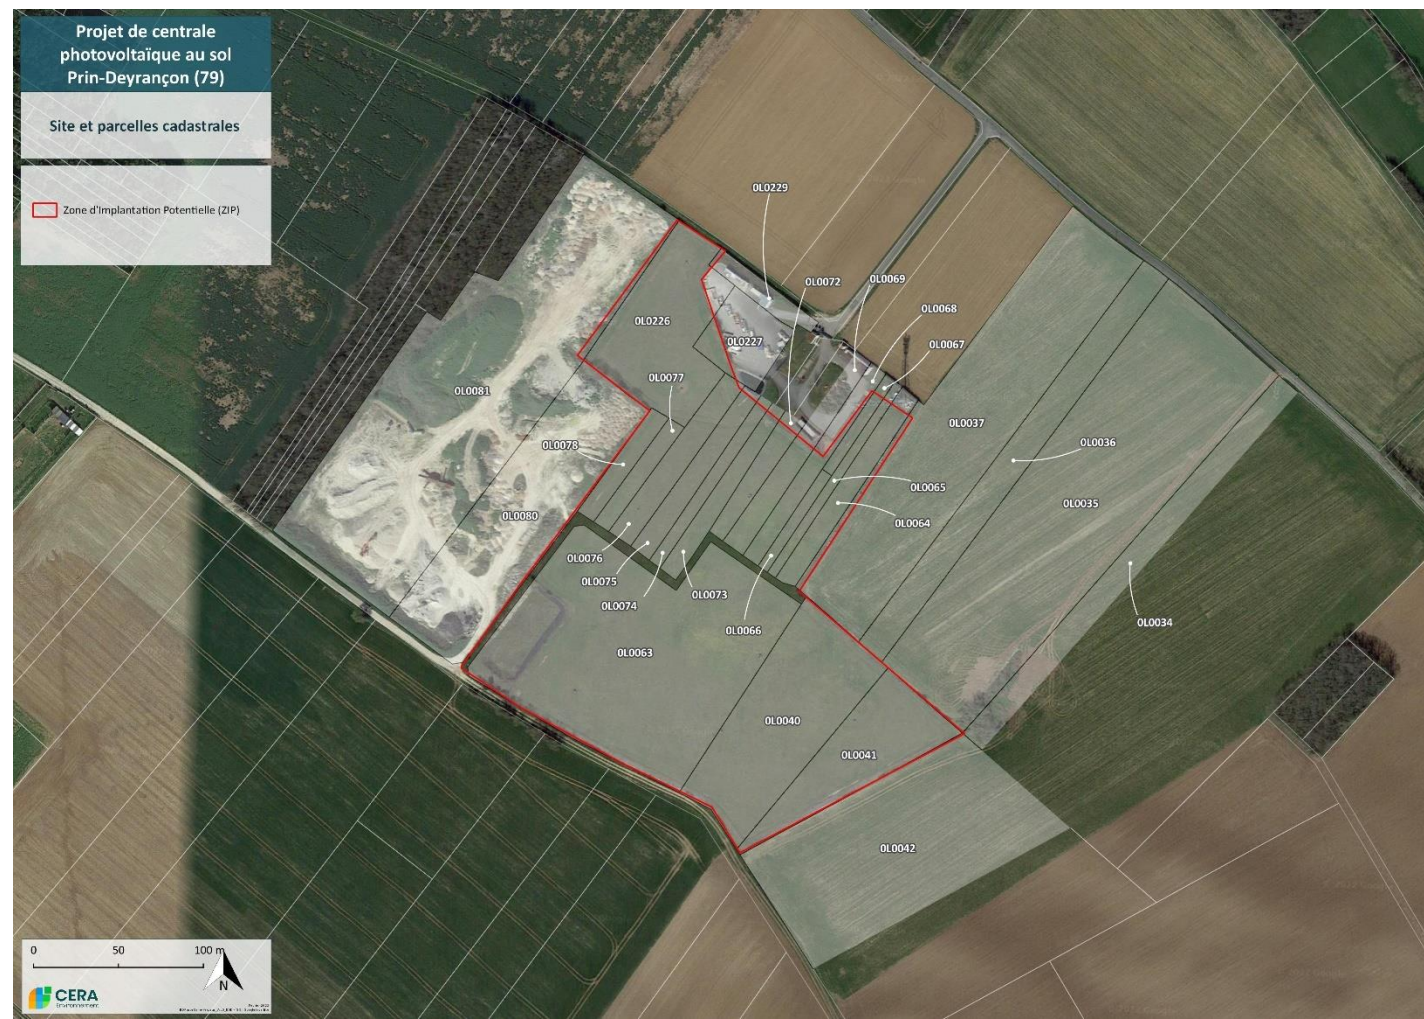 Projet de centrale
photovoltaïque au sol
Prin-Deyrançon (79)
Site et parcelles cadastrales
Zone d'Implantation Potentielle (ZIP)
0L0229
0L0072
0L0069
0L0068
0L0226
0L0227
0L0067
0L0077
0L0081
0L0037
0L0036
0L0078
0L0065
0L0035
0L0080
0L0064
0L0076
0L0075
0L0074
0L0073
0L0034
0L0066
0L0063
0L0040
0L0041
0L0042
0 50 100 m
N
CERA
Environnement